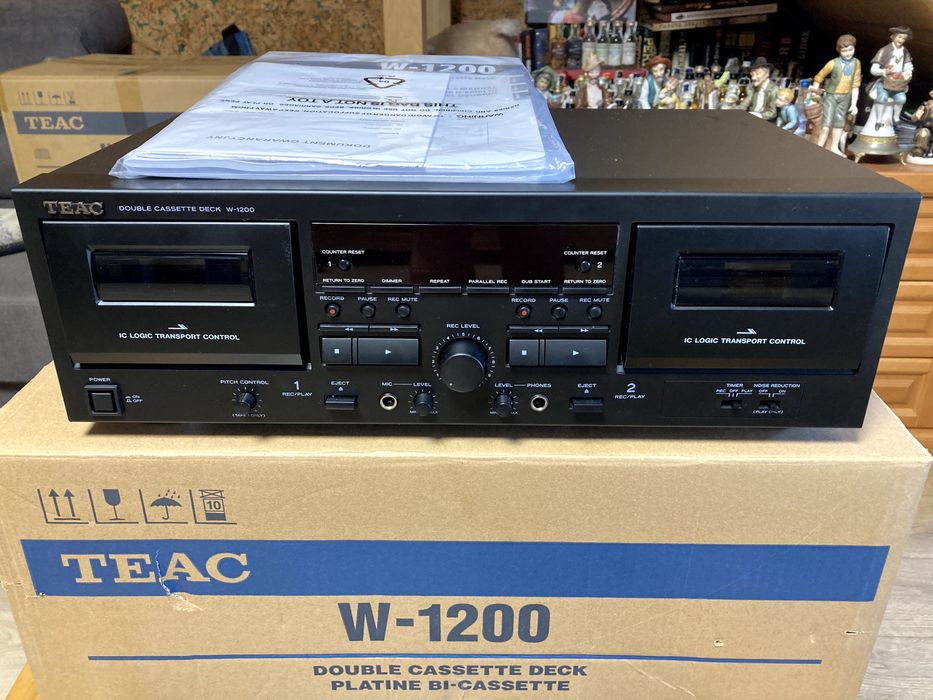 W-1200
THIS BAG IS NOT A TOY
DOKUMENT GWARANCYJNY
TEAC
TEAC DOUBLE CASSETTE DECK W-1200
COUNTER RESET
1
COUNTER RESET
2
RETURN TO ZERO DIMMER REPEAT PARALLEL REC DUB START RETURN TO ZERO
RECORD PAUSE REC MUTE
RECORD PAUSE REC MUTE
REC LEVEL
IC LOGIC TRANSPORT CONTROL
IC LOGIC TRANSPORT CONTROL
POWER
ON
OFF
PITCH CONTROL
(TAPE 1 ONLY)
1
REC/PLAY
EJECT
MIC LEVEL
LEVEL PHONES
EJECT
2
REC/PLAY
TIMER
REC OFF PLAY
NOISE REDUCTION
OFF ON
(PLAY ONLY)
10
TEAC
W-1200
DOUBLE CASSETTE DECK
PLATINE BI-CASSETTE